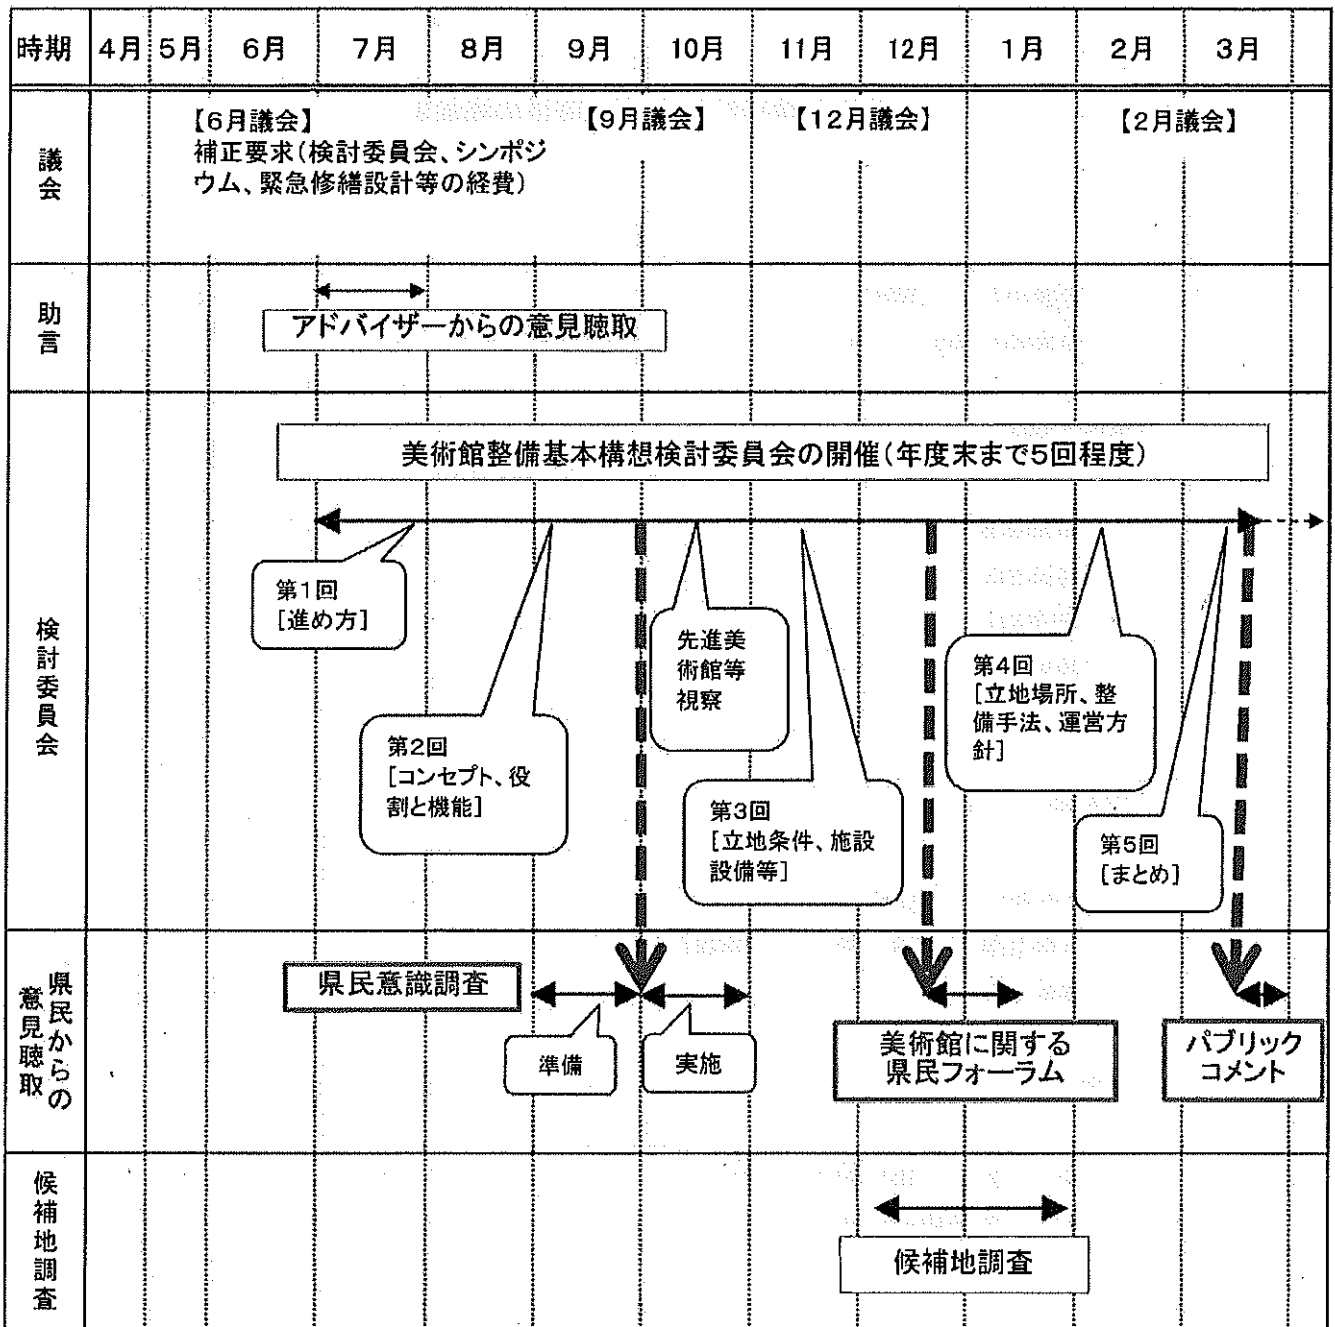 時期 4月 5月 6月 7月 8月 9月 10月 11月 12月 1月 2月 3月
議会
【6月議会】
補正要求(検討委員会、シンポジ
ウム、緊急修繕設計等の経費)
【9月議会】
【12月議会】
【2月議会】
助言
アドバイザーからの意見聴取
検討委員会
美術館整備基本構想検討委員会の開催(年度末まで5回程度)
第1回
[進め方]
第2回
[コンセプト、役
割と機能]
先進美
術館等
視察
第3回
[立地条件、施設
設備等]
第4回
[立地場所、整
備手法、運営方
針]
第5回
[まとめ]
県民からの
意見聴取
県民意識調査
準備
実施
美術館に関する
県民フォーラム
パブリック
コメント
候補地調査
候補地調査